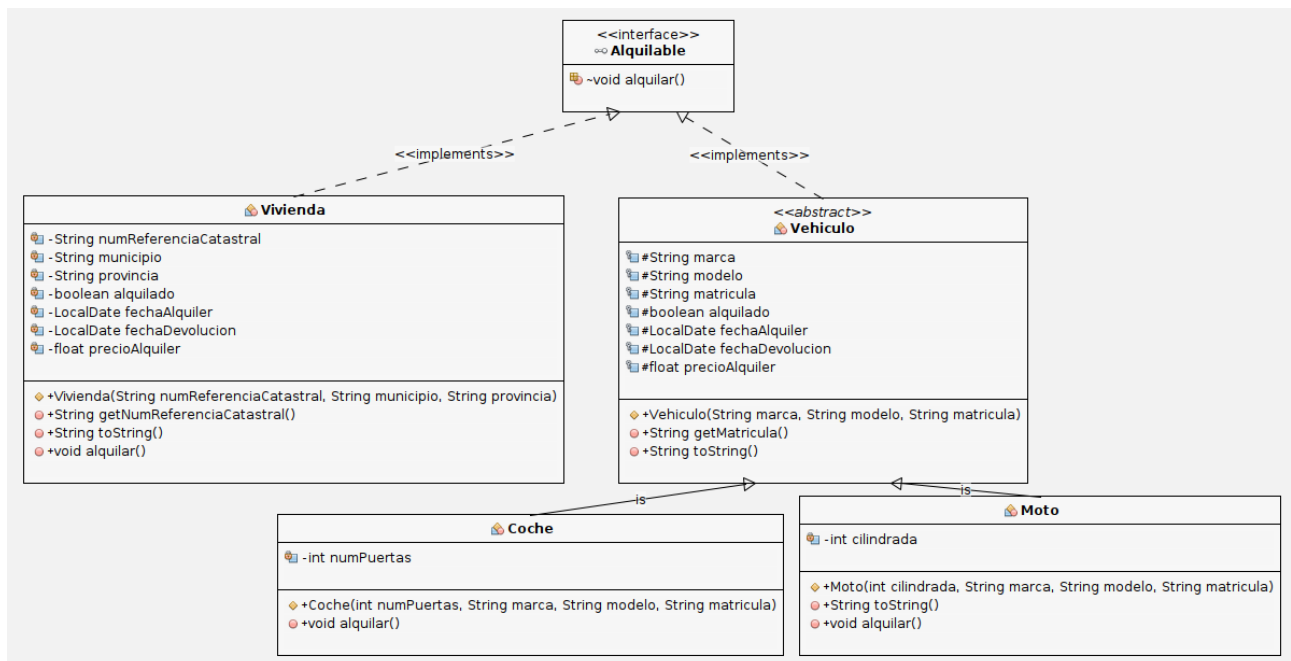 <<interface>>
Alquilable
~void alquilar()
<<implements>>
<<implements>>
Vivienda
-String numReferenciaCatastral
-String municipio
-String provincia
-boolean alquilado
-LocalDate fechaAlquiler
-LocalDate fechaDevolucion
-float precioAlquiler
+Vivienda(String numReferenciaCatastral, String municipio, String provincia)
+String getNumReferenciaCatastral()
+String toString()
+void alquilar()
<<abstract>>
Vehiculo
#String marca
#String modelo
#String matricula
#boolean alquilado
#LocalDate fechaAlquiler
#LocalDate fechaDevolucion
#float precioAlquiler
+Vehiculo(String marca, String modelo, String matricula)
+String getMatricula()
+String toString()
is
is
Coche
-int numPuertas
+Coche(int numPuertas, String marca, String modelo, String matricula)
+void alquilar()
Moto
-int cilindrada
+Moto(int cilindrada, String marca, String modelo, String matricula)
+String toString()
+void alquilar()